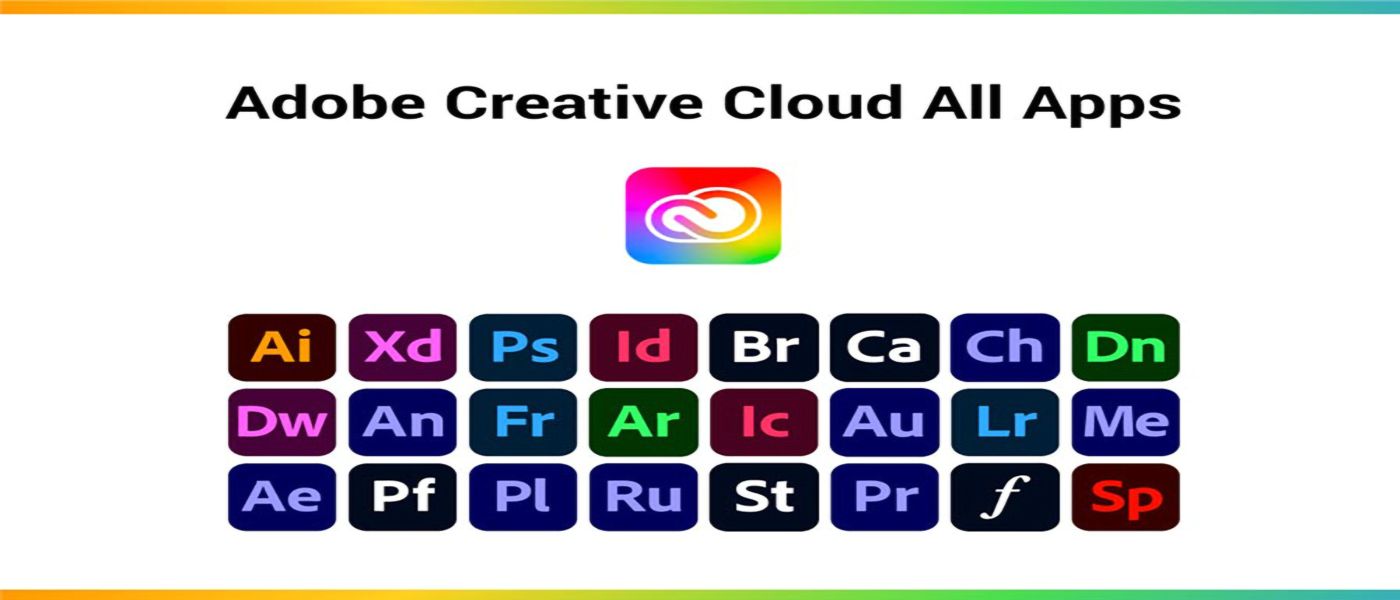 Adobe Creative Cloud All Apps
Ai Xd Ps Id Br Ca Ch Dn
Dw An Fr Ar Ic Au Lr Me
Ae Pf Pl Ru St Pr f Sp